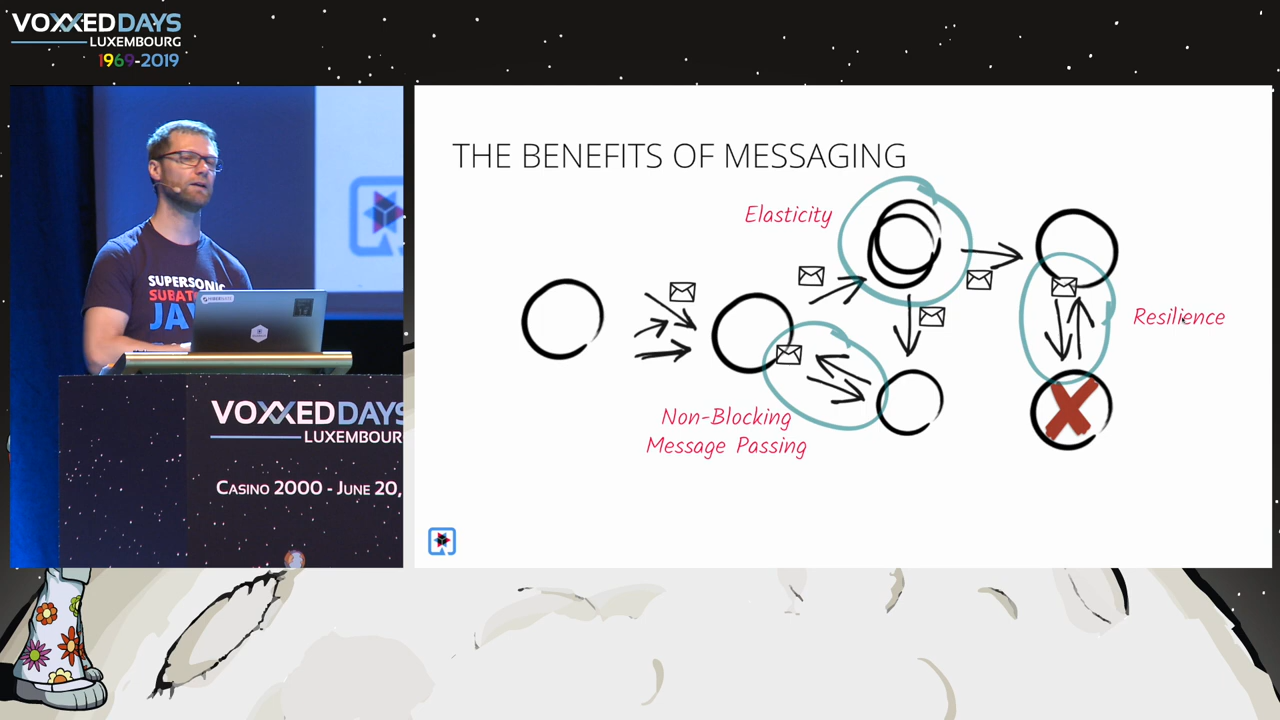 VOXXEDDAYS
LUXEMBOURG
1969-2019
SUPERSONIC
SUBAT
JAV
VOXXEDDAYS
LUXEMBOUR
CASINO 2000 - JUNE 20,
THE BENEFITS OF MESSAGING
Elasticity
Resilience
Non-Blocking
Message Passing